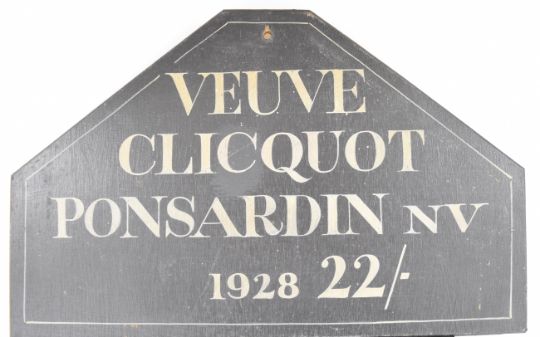 VEUVE
CLICQUOT
PONSARDIN NV
1928 22/-